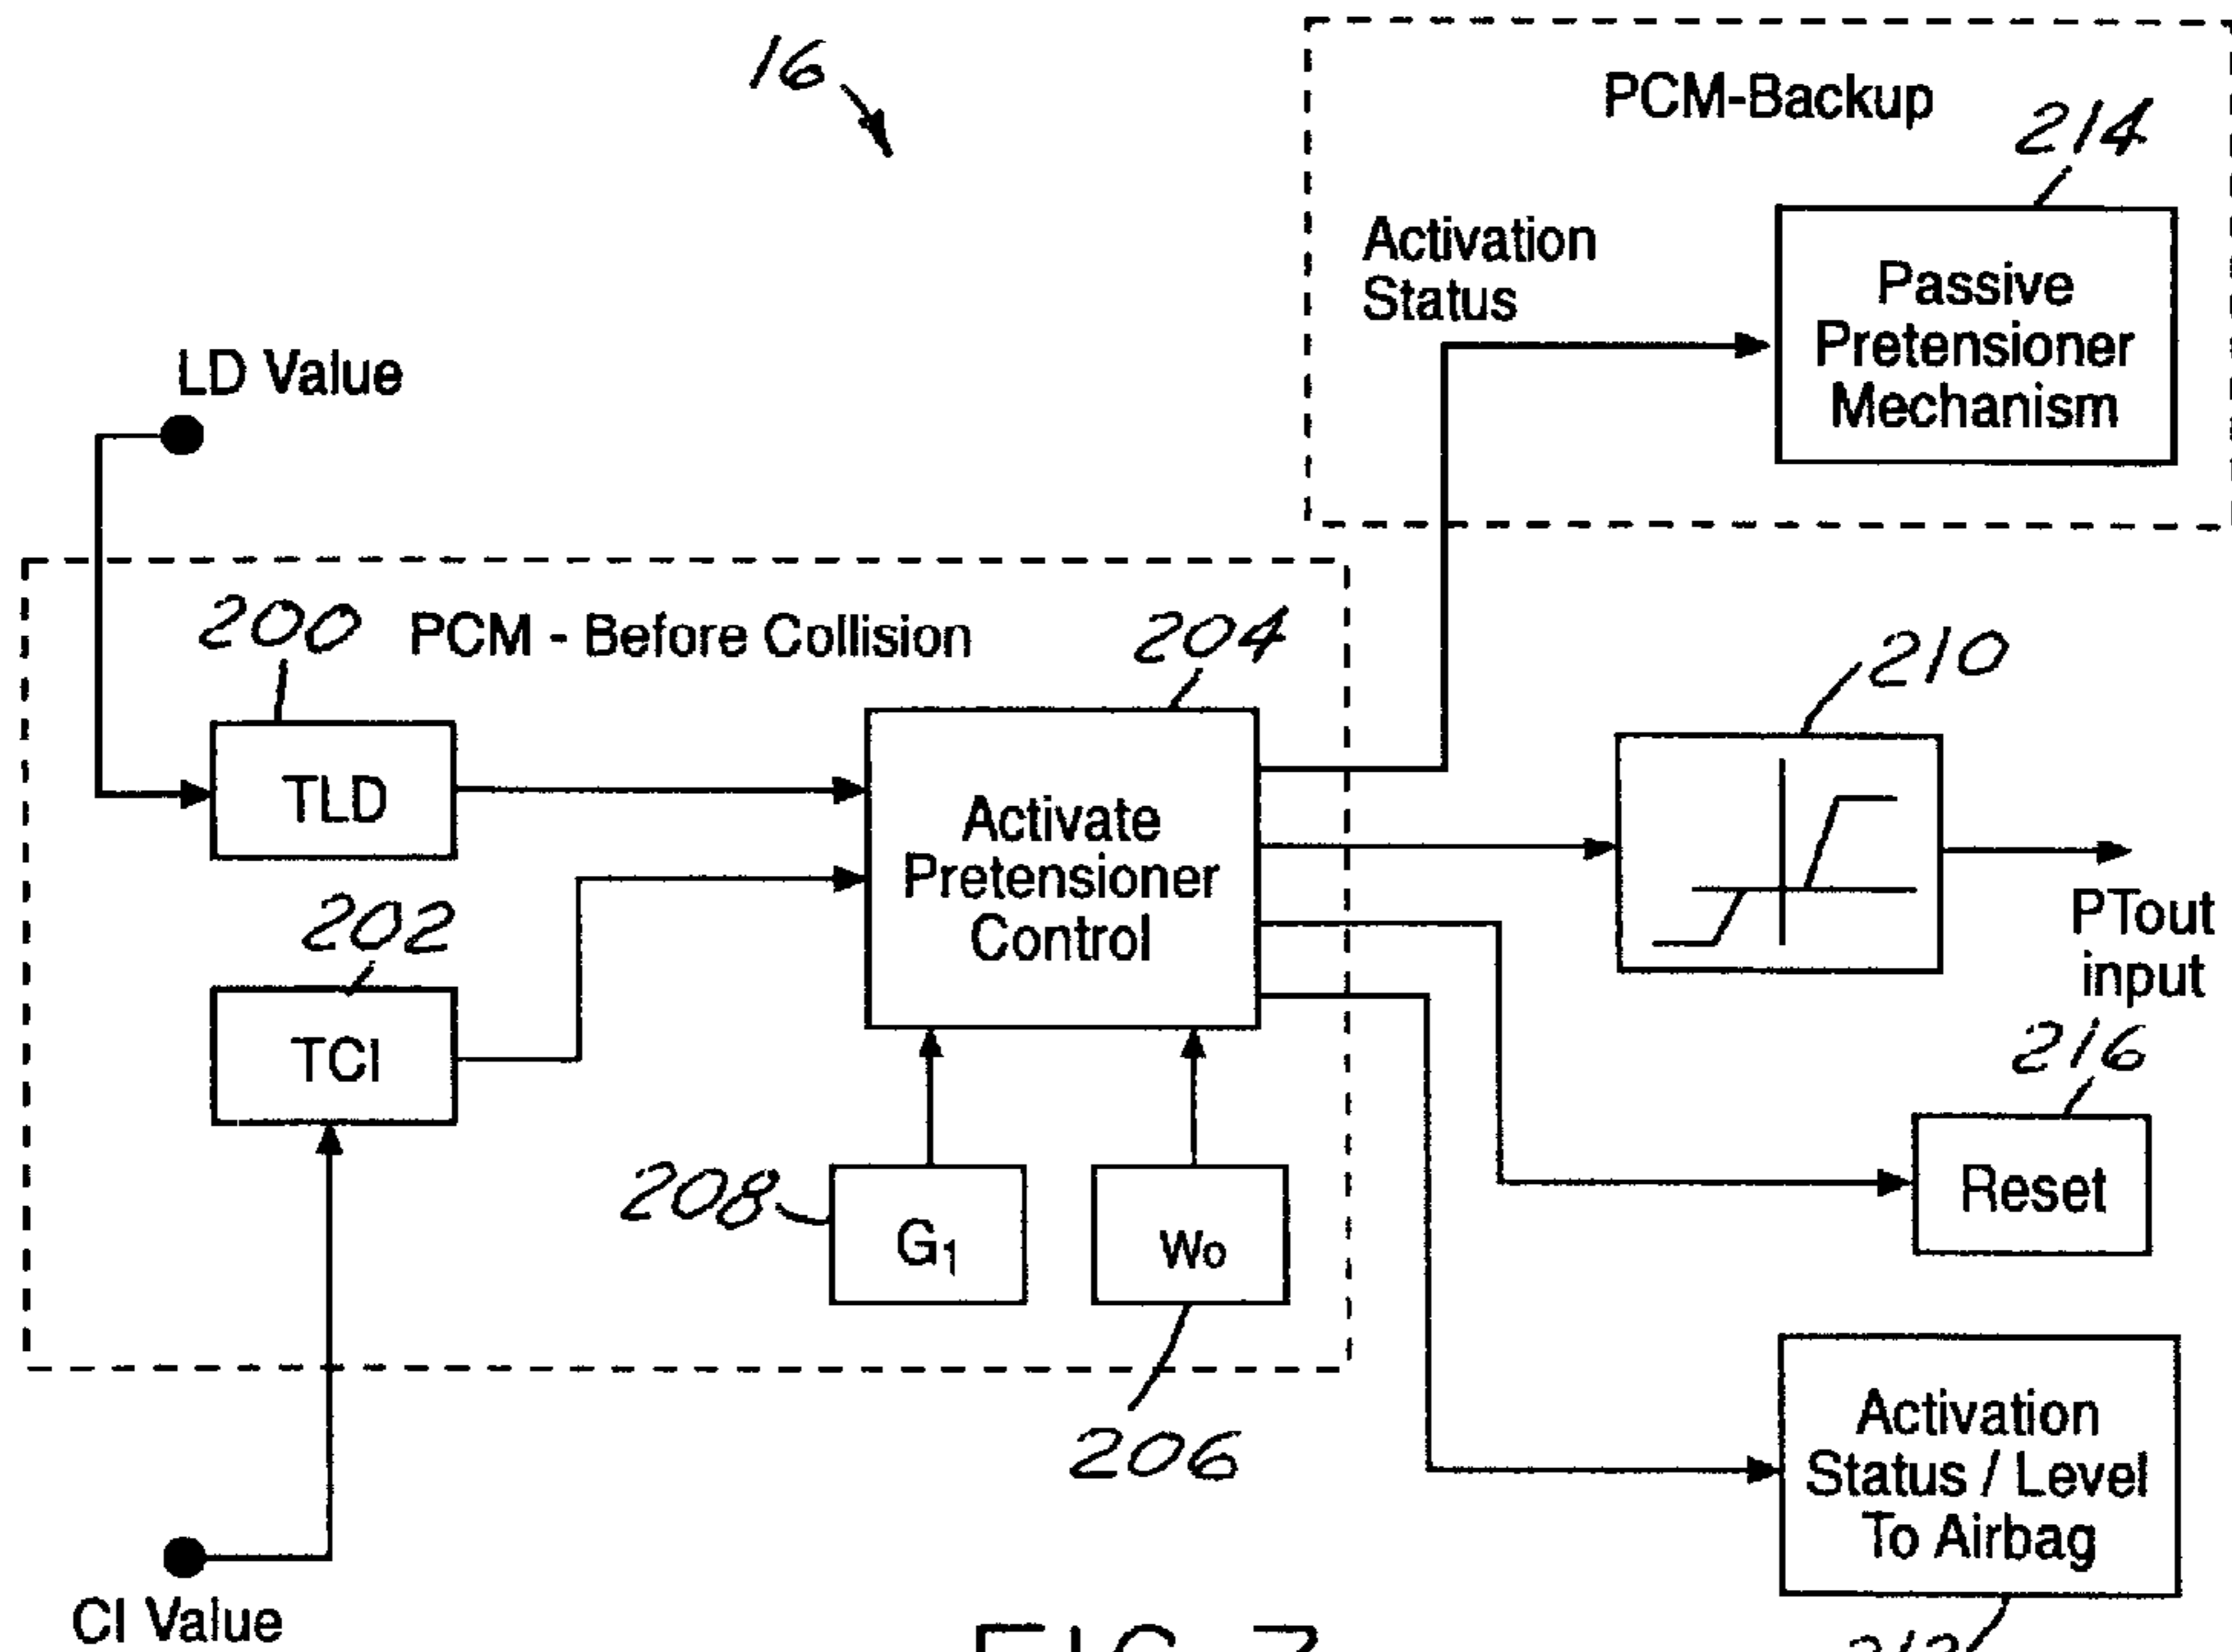 16
PCM-Backup
214
Activation
Status
Passive
Pretensioner
Mechanism
LD Value
200
PCM - Before Collision
204
210
TLD
Activate
Pretensioner
Control
202
TCI
PTout
input
216
Reset
208
G₁
Wo
206
Activation
Status / Level
To Airbag
CI Value
212